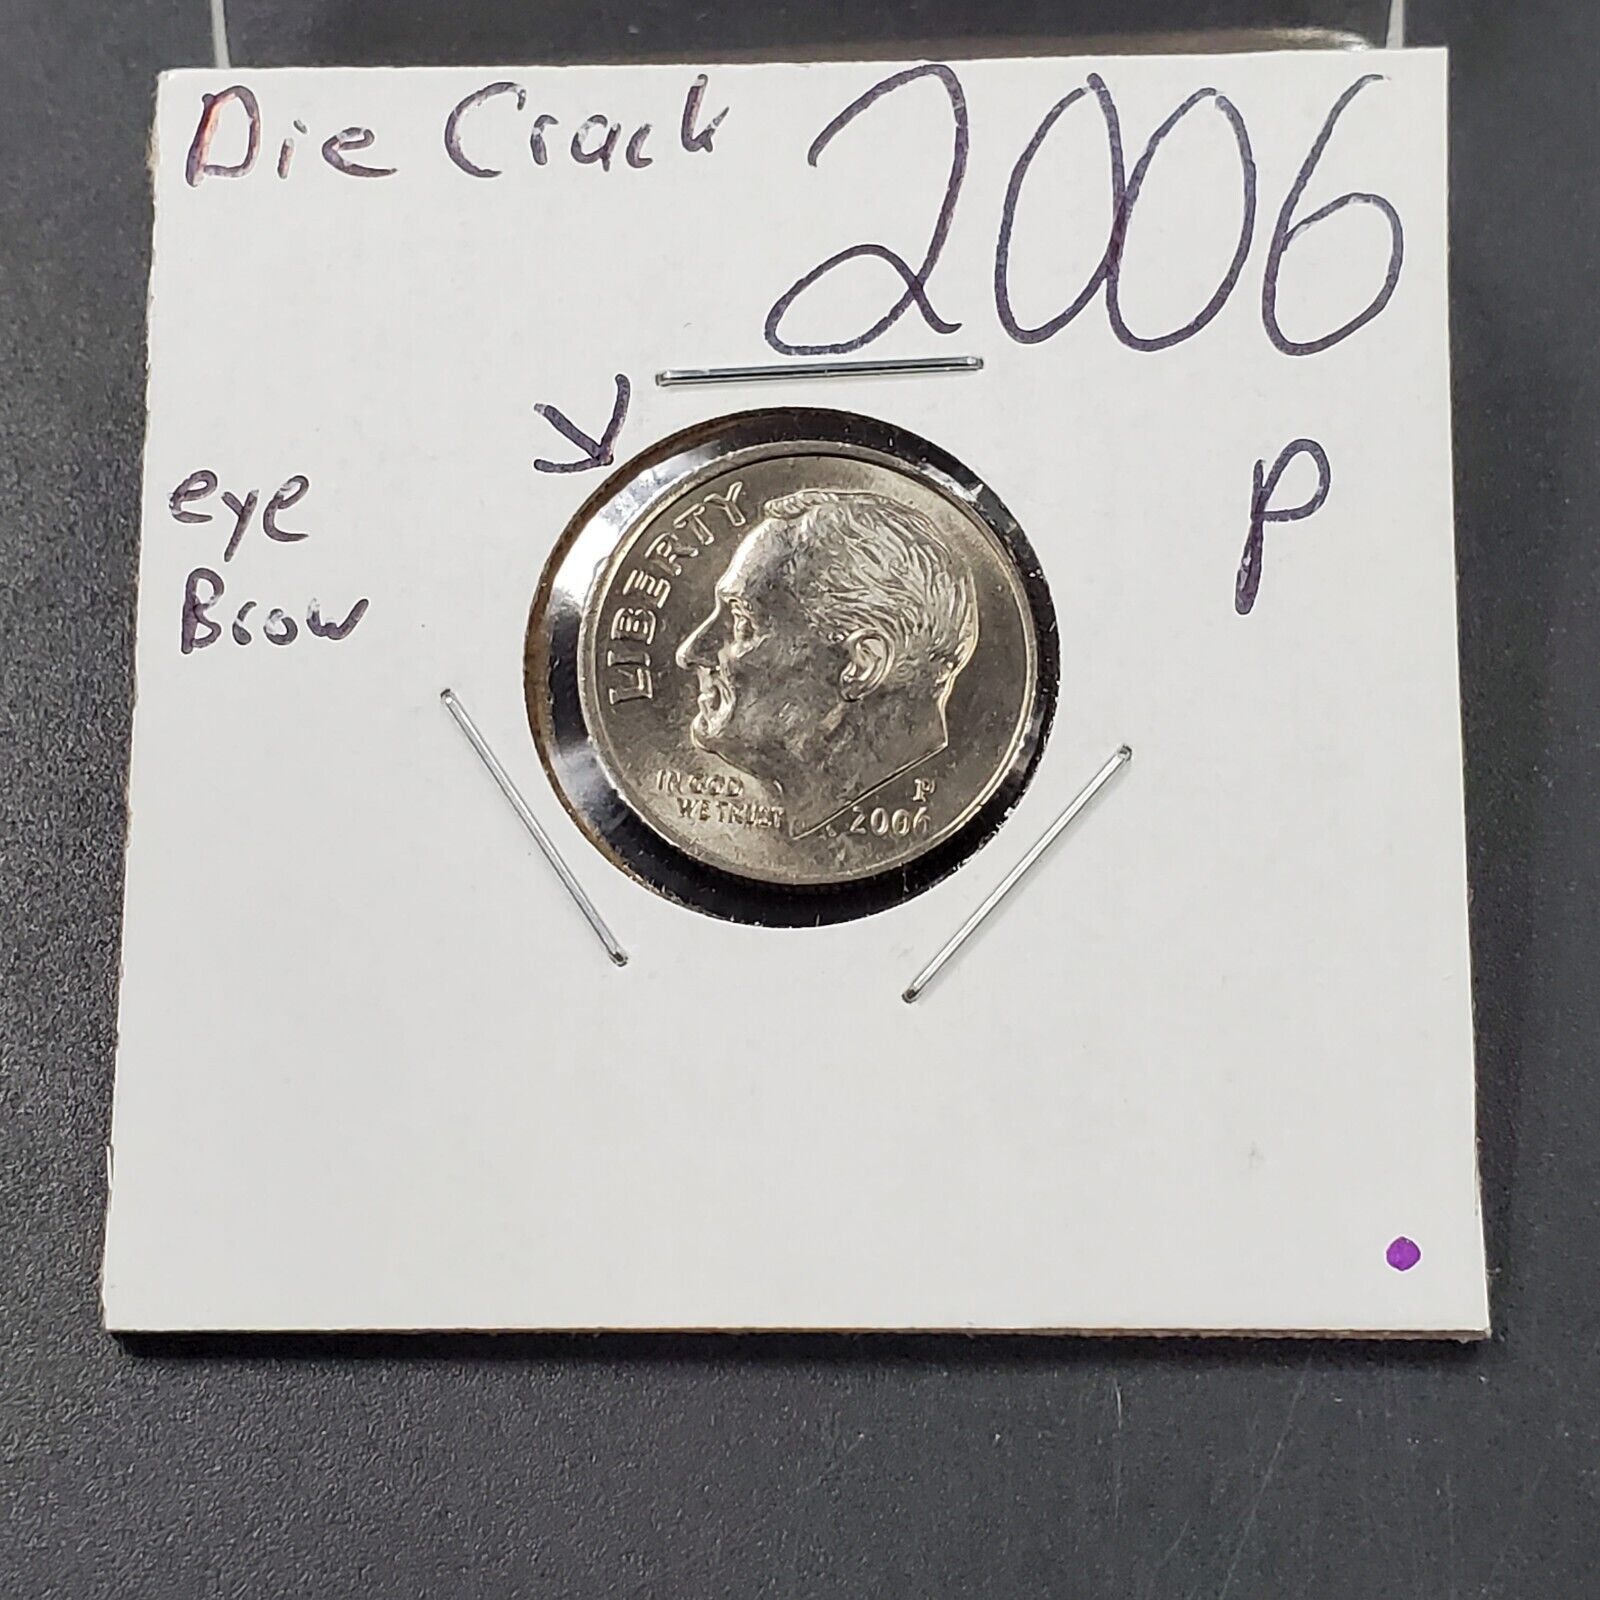 Die Crack 2006
P
eye
Brow
LIBERTY
IN GOD
WE TRUST
P
2006